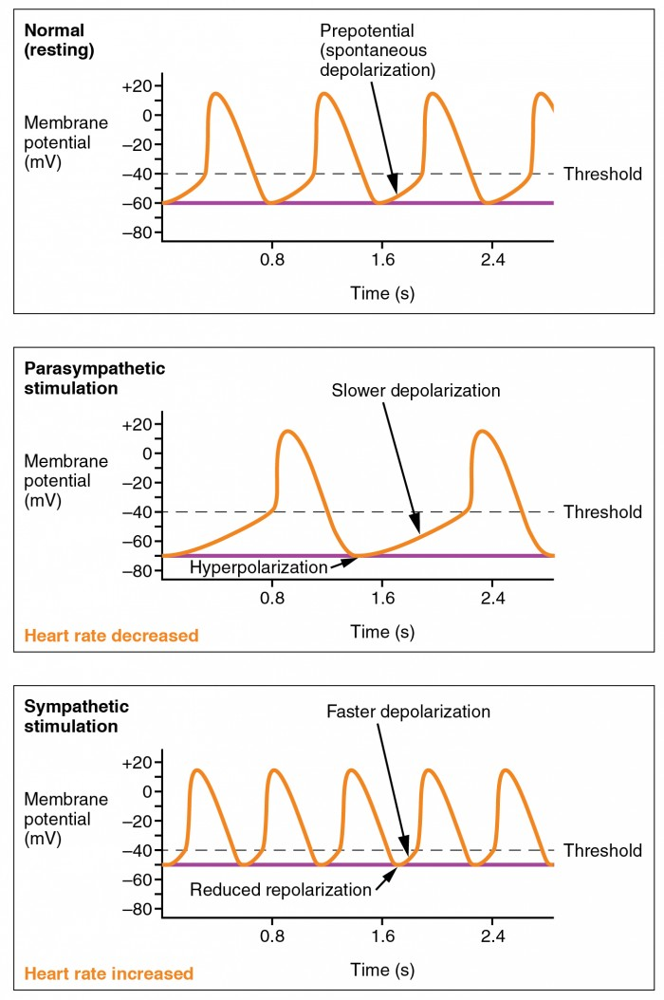 Normal
(resting)
Prepotential
(spontaneous
depolarization)
Membrane
potential
(mV)
+20
0
−20
−40
−60
−80
Threshold
0.8
1.6
2.4
Time (s)
Parasympathetic
stimulation
Slower depolarization
Membrane
potential
(mV)
+20
0
−20
−40
−60
−80
Threshold
Hyperpolarization
0.8
1.6
2.4
Heart rate decreased
Time (s)
Sympathetic
stimulation
Faster depolarization
Membrane
potential
(mV)
+20
0
−20
−40
−60
−80
Threshold
Reduced repolarization
0.8
1.6
2.4
Heart rate increased
Time (s)